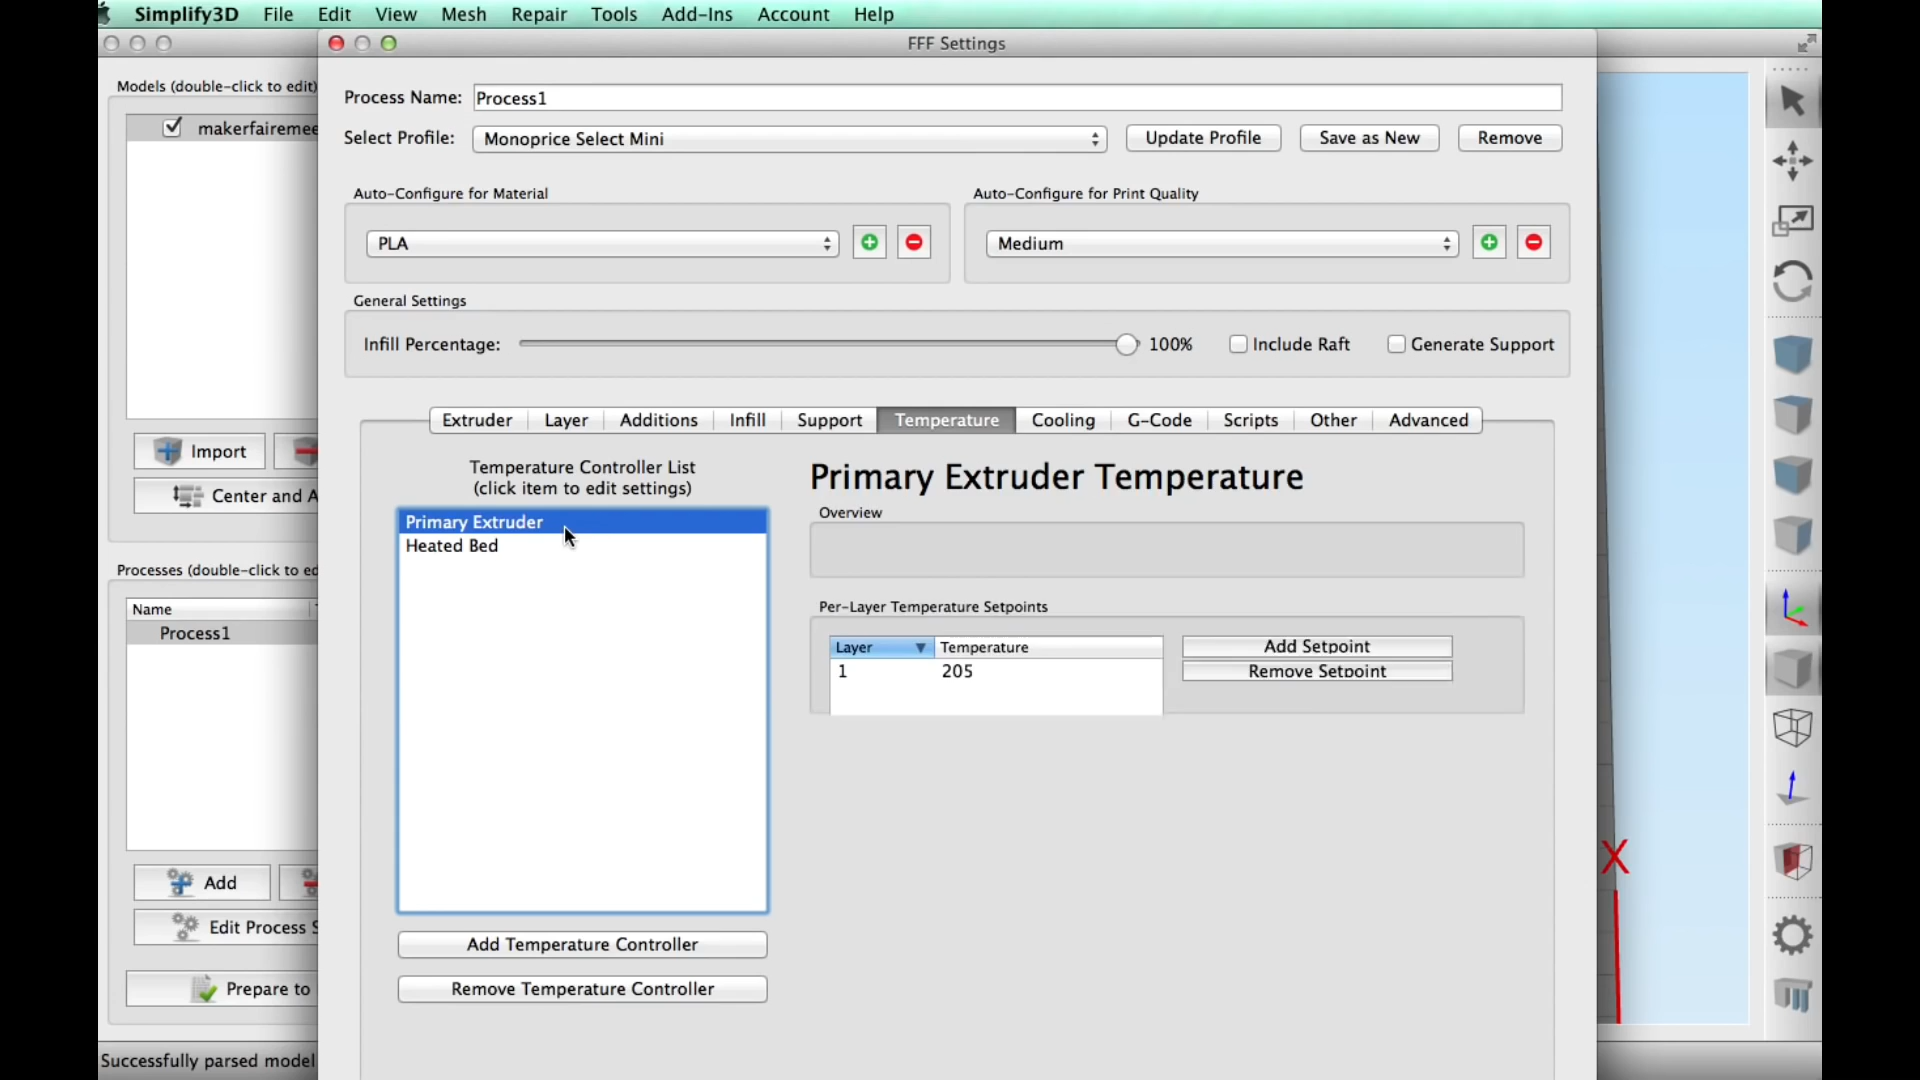 Simplify3D File Edit View Mesh Repair Tools Add-Ins Account Help
FFF Settings
Models (double-click to edit)
makerfairemee
Import
Center and A
Processes (double-click to ed
Name
Process1
Add
Edit Process S
Prepare to
Successfully parsed model
Process Name: Process1
Select Profile: Monoprice Select Mini Update Profile Save as New Remove
Auto-Configure for Material
PLA
Auto-Configure for Print Quality
Medium
General Settings
Infill Percentage: 100% Include Raft Generate Support
Extruder Layer Additions Infill Support Temperature Cooling G-Code Scripts Other Advanced
Temperature Controller List
(click item to edit settings)
Primary Extruder
Heated Bed
Add Temperature Controller
Remove Temperature Controller
Primary Extruder Temperature
Overview
Per-Layer Temperature Setpoints
Layer Temperature
1 205
Add Setpoint
Remove Setpoint
X